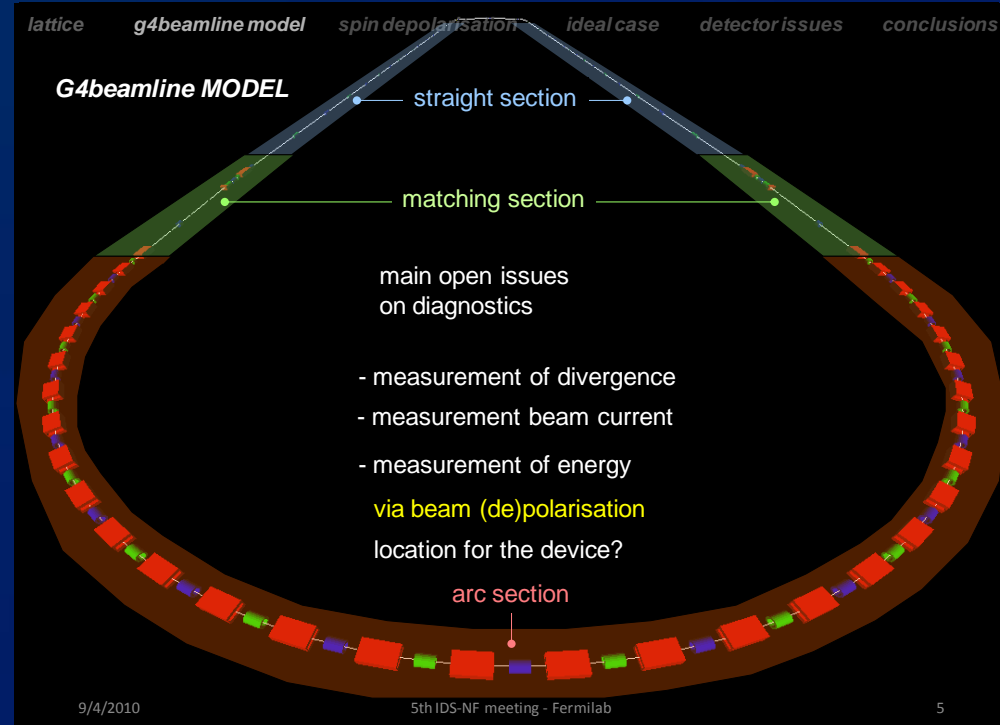 lattice g4beamline model spin depolarisation ideal case detector issues conclusions
G4beamline MODEL
straight section
matching section
main open issues
on diagnostics
- measurement of divergence
- measurement beam current
- measurement of energy
via beam (de)polarisation
location for the device?
arc section
9/4/2010 5th IDS-NF meeting - Fermilab 5